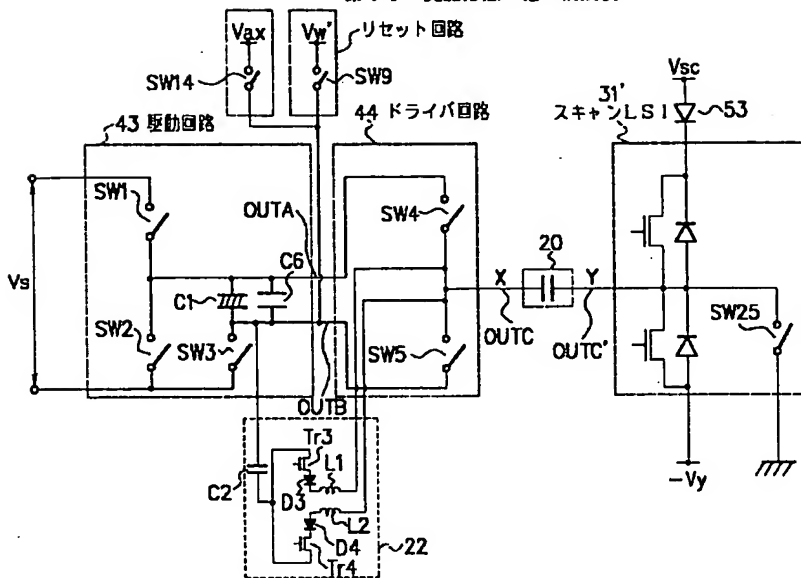 Vax
Vw'
リセット回路
SW14
SW9
43 駆動回路
44 ドライバ回路
Vsc
31'
スキャンLSI
53
SW1
OUTA
SW4
Vs
C1
C6
20
X
Y
OUTC
OUTC'
SW2
SW3
SW5
SW25
OUTB
Tr3
L1
C2
D3
L2
D4
Tr4
22
-Vy